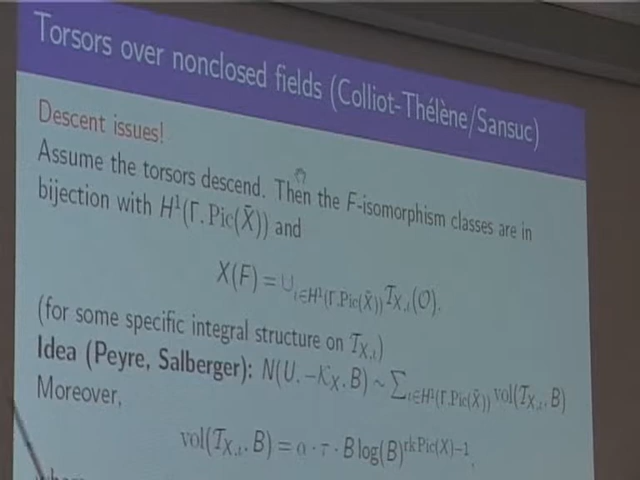 Torsors over nonclosed fields (Colliot-Thélène/Sansuc)
Descent issues!
Assume the torsors descend. Then the F-isomorphism classes are in
bijection with H¹(Γ, Pic(X̄)) and
X(F) = ∪_{ι∈H¹(Γ,Pic(X̄))} 𝒯_{X,ι}(𝒪).
(for some specific integral structure on 𝒯_{X,ι})
Idea (Peyre, Salberger): N(U, −K_X, B) ~ ∑_{ι∈H¹(Γ,Pic(X̄))} vol(𝒯_{X,ι}, B)
Moreover,
vol(𝒯_{X,ι}, B) = α · τ · B log(B)^{rk Pic(X)−1},